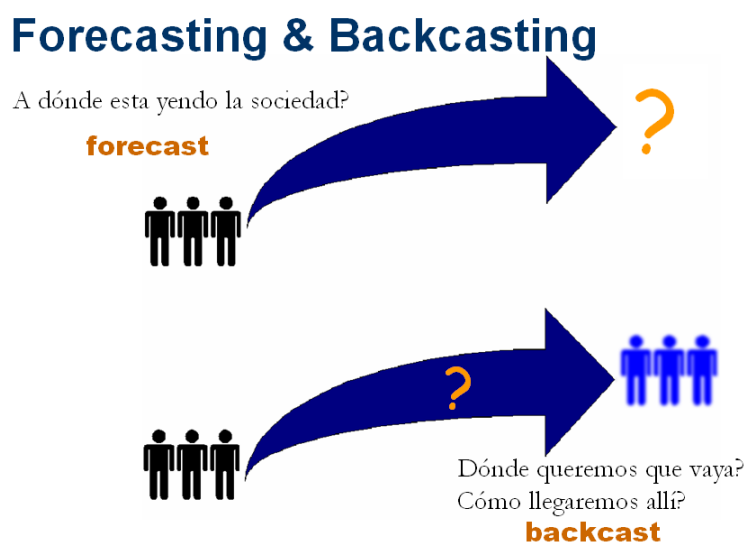 Forecasting & Backcasting
A dónde esta yendo la sociedad?
forecast
?
?
Dónde queremos que vaya?
Cómo llegaremos allí?
backcast